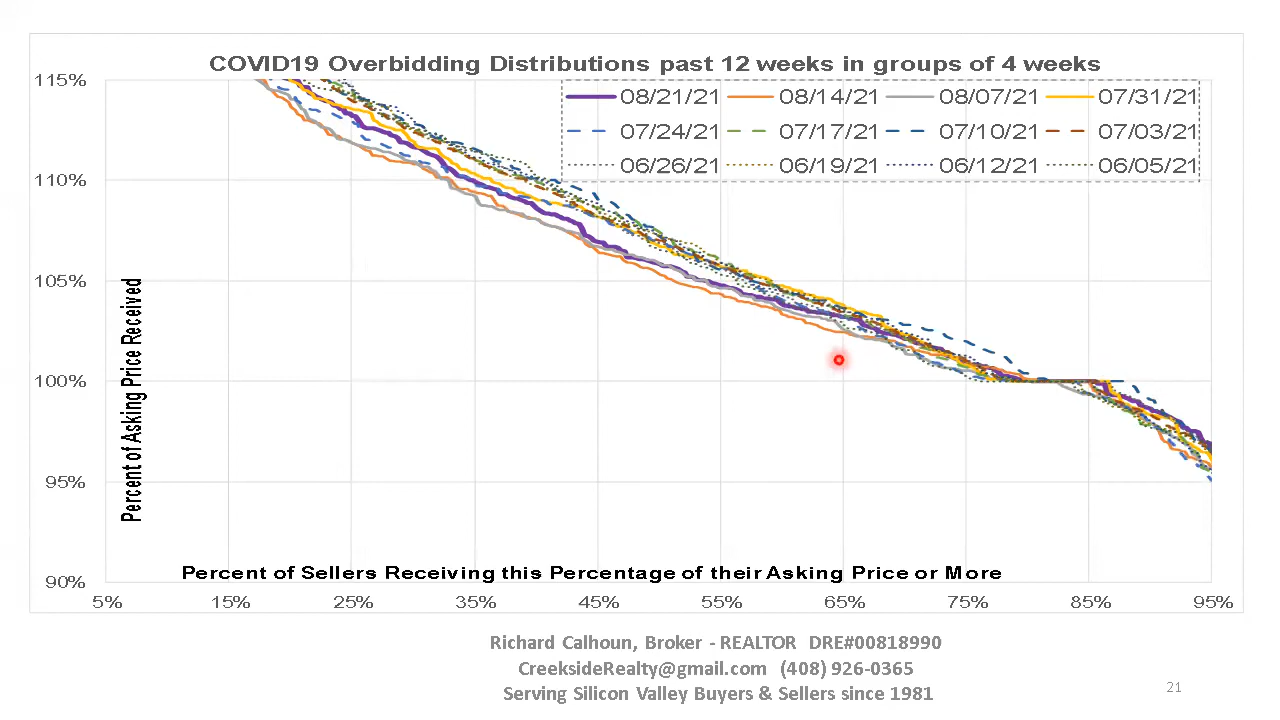 COVID19 Overbidding Distributions past 12 weeks in groups of 4 weeks
115%
110%
105%
100%
95%
90%
Percent of Asking Price Received
08/21/21 08/14/21 08/07/21 07/31/21
07/24/21 07/17/21 07/10/21 07/03/21
06/26/21 06/19/21 06/12/21 06/05/21
Percent of Sellers Receiving this Percentage of their Asking Price or More
5% 15% 25% 35% 45% 55% 65% 75% 85% 95%
Richard Calhoun, Broker - REALTOR DRE#00818990
CreeksideRealty@gmail.com (408) 926-0365
Serving Silicon Valley Buyers & Sellers since 1981
21